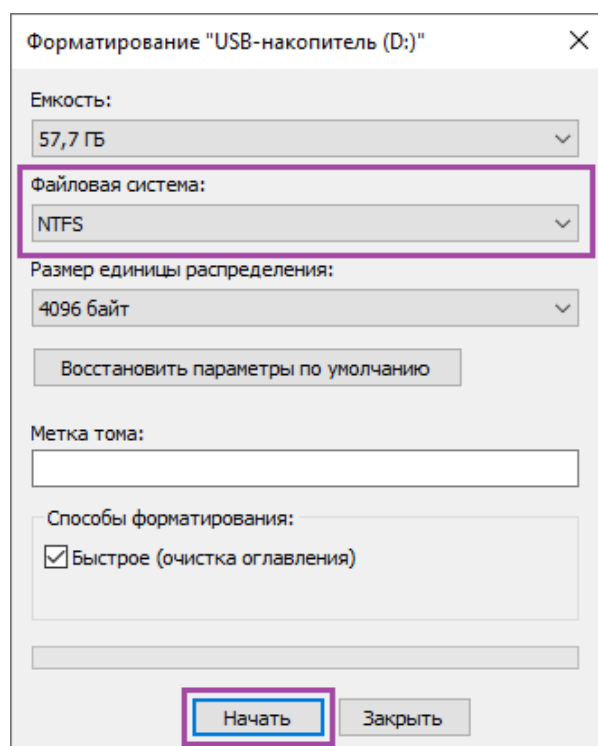 Форматирование "USB-накопитель (D:)"
Емкость:
57,7 ГБ
Файловая система:
NTFS
Размер единицы распределения:
4096 байт
Восстановить параметры по умолчанию
Метка тома:
Способы форматирования:
Быстрое (очистка оглавления)
Начать
Закрыть